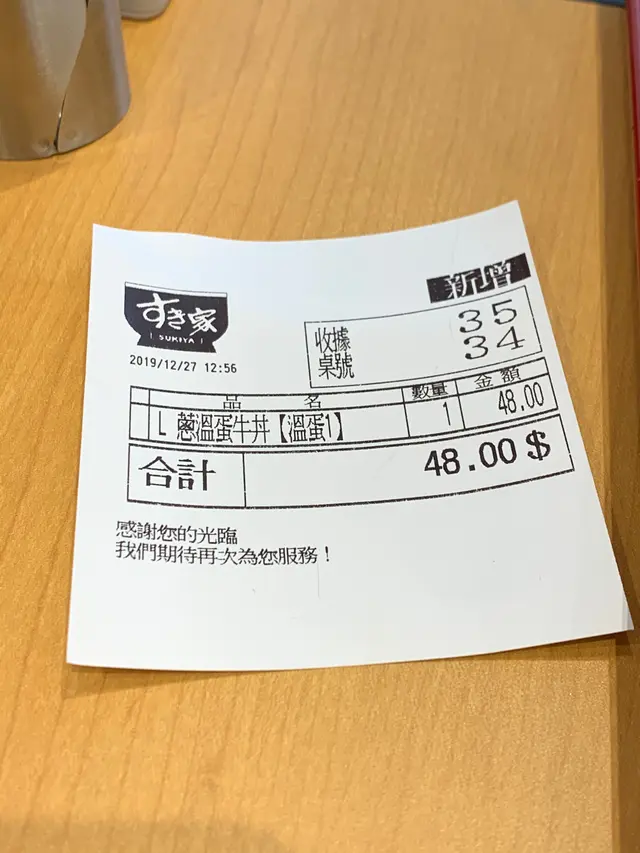 新增
すき家
SUKIYA
收據 35
桌號 34
2019/12/27 12:56
品 名 數量 金額
L 蔥溫蛋牛丼【溫蛋1】 1 48.00
合計 48.00 $
感謝您的光臨
我們期待再次為您服務！